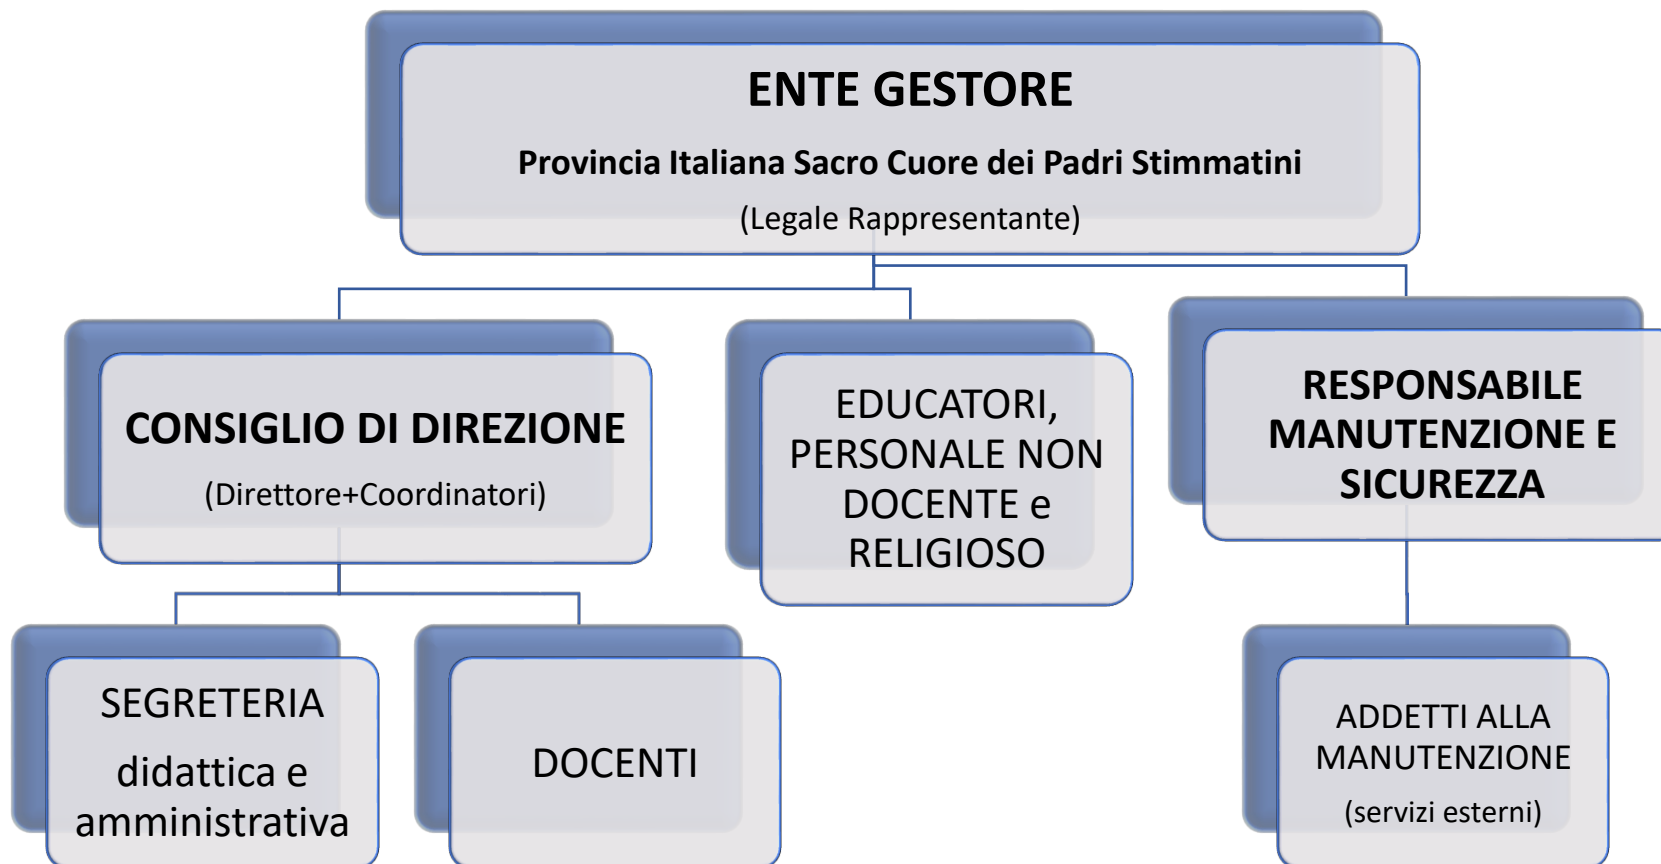 ENTE GESTORE
Provincia Italiana Sacro Cuore dei Padri Stimmatini
(Legale Rappresentante)
CONSIGLIO DI DIREZIONE
(Direttore+Coordinatori)
EDUCATORI,
PERSONALE NON
DOCENTE e
RELIGIOSO
RESPONSABILE
MANUTENZIONE E
SICUREZZA
SEGRETERIA
didattica e
amministrativa
DOCENTI
ADDETTI ALLA
MANUTENZIONE
(servizi esterni)